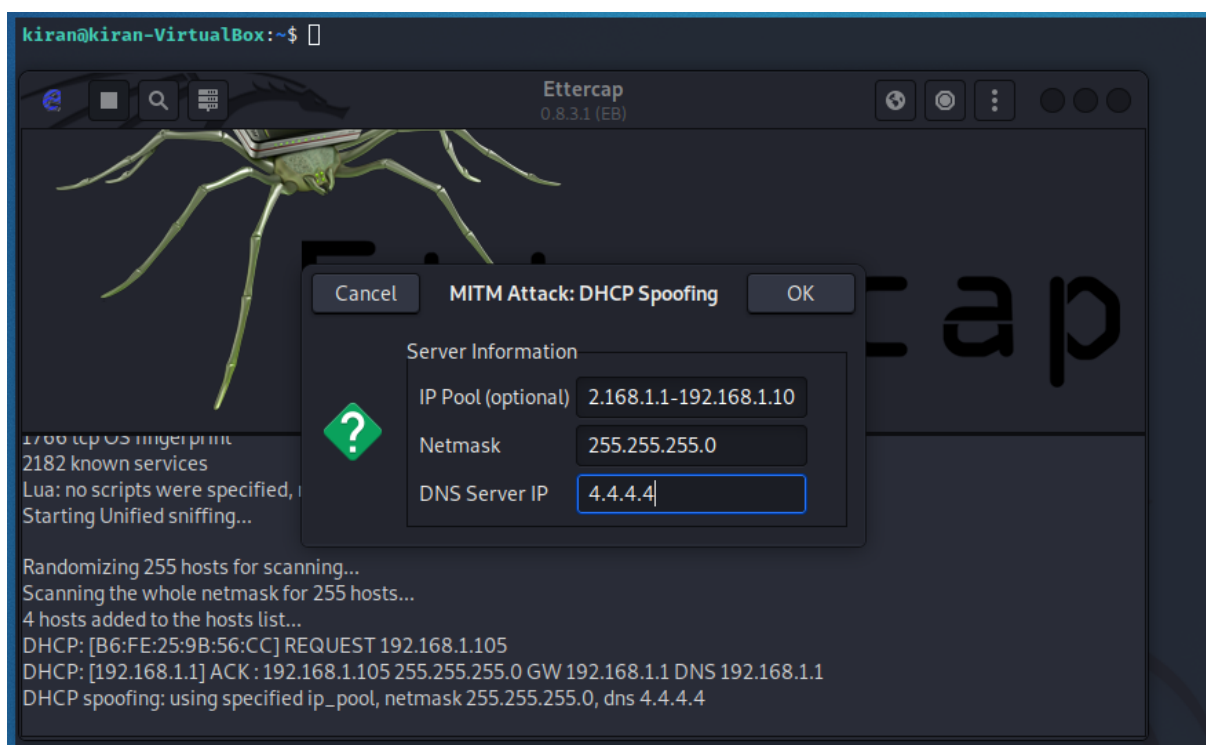 kiran@kiran-VirtualBox:~$
Ettercap
0.8.3.1 (EB)
cap
Cancel
MITM Attack: DHCP Spoofing
OK
Server Information
IP Pool (optional) 2.168.1.1-192.168.1.10
Netmask 255.255.255.0
DNS Server IP 4.4.4.4
1766 tcp OS fingerprint
2182 known services
Lua: no scripts were specified,
Starting Unified sniffing...
Randomizing 255 hosts for scanning...
Scanning the whole netmask for 255 hosts...
4 hosts added to the hosts list...
DHCP: [B6:FE:25:9B:56:CC] REQUEST 192.168.1.105
DHCP: [192.168.1.1] ACK : 192.168.1.105 255.255.255.0 GW 192.168.1.1 DNS 192.168.1.1
DHCP spoofing: using specified ip_pool, netmask 255.255.255.0, dns 4.4.4.4